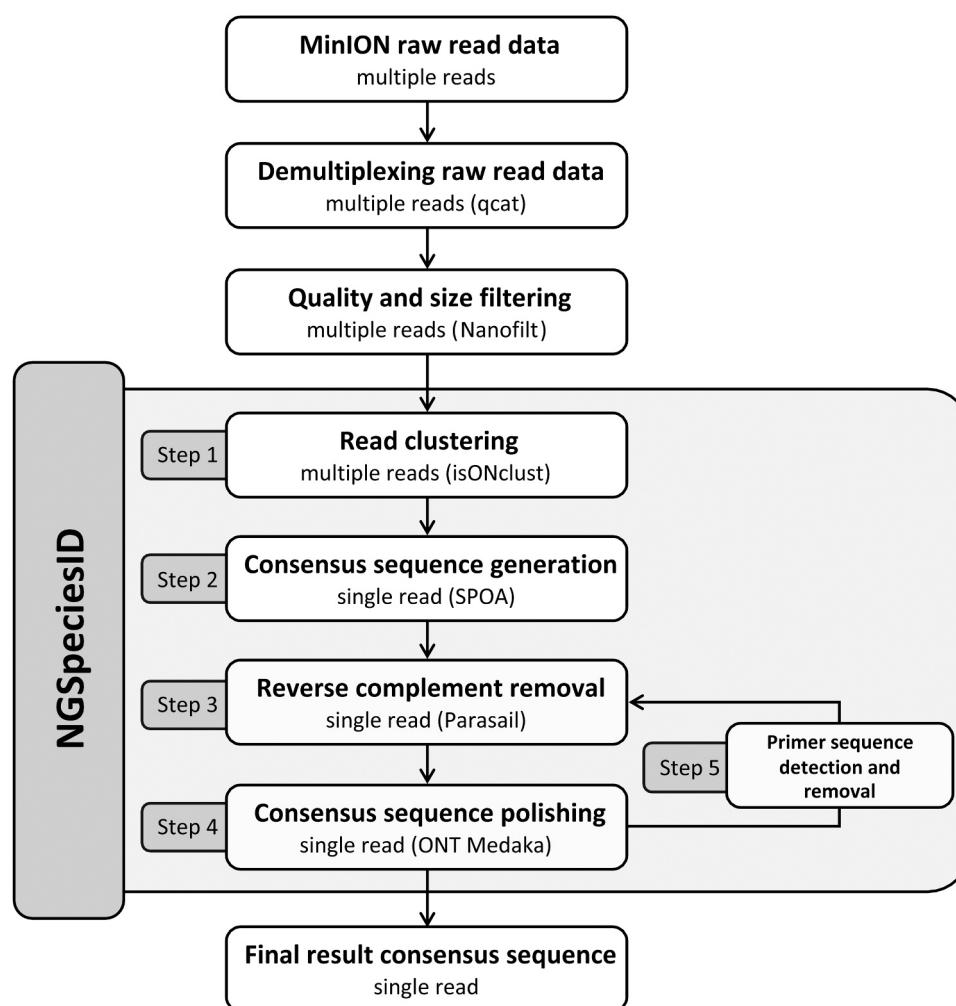 MinION raw read data
multiple reads
Demultiplexing raw read data
multiple reads (qcat)
Quality and size filtering
multiple reads (Nanofilt)
NGSpeciesID
Step 1
Read clustering
multiple reads (isONclust)
Step 2
Consensus sequence generation
single read (SPOA)
Step 3
Reverse complement removal
single read (Parasail)
Step 4
Consensus sequence polishing
single read (ONT Medaka)
Step 5
Primer sequence
detection and
removal
Final result consensus sequence
single read